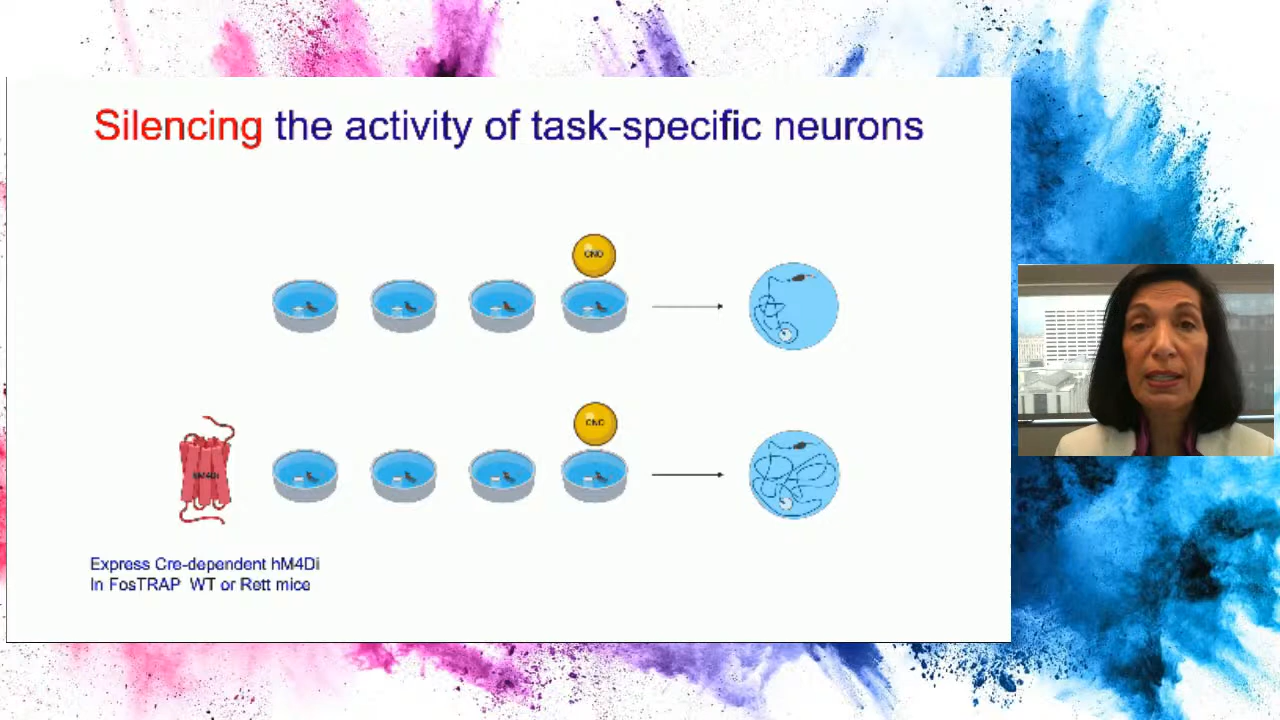 Silencing the activity of task-specific neurons
CNO
CNO
hM4Di
Express Cre-dependent hM4Di
In FosTRAP WT or Rett mice